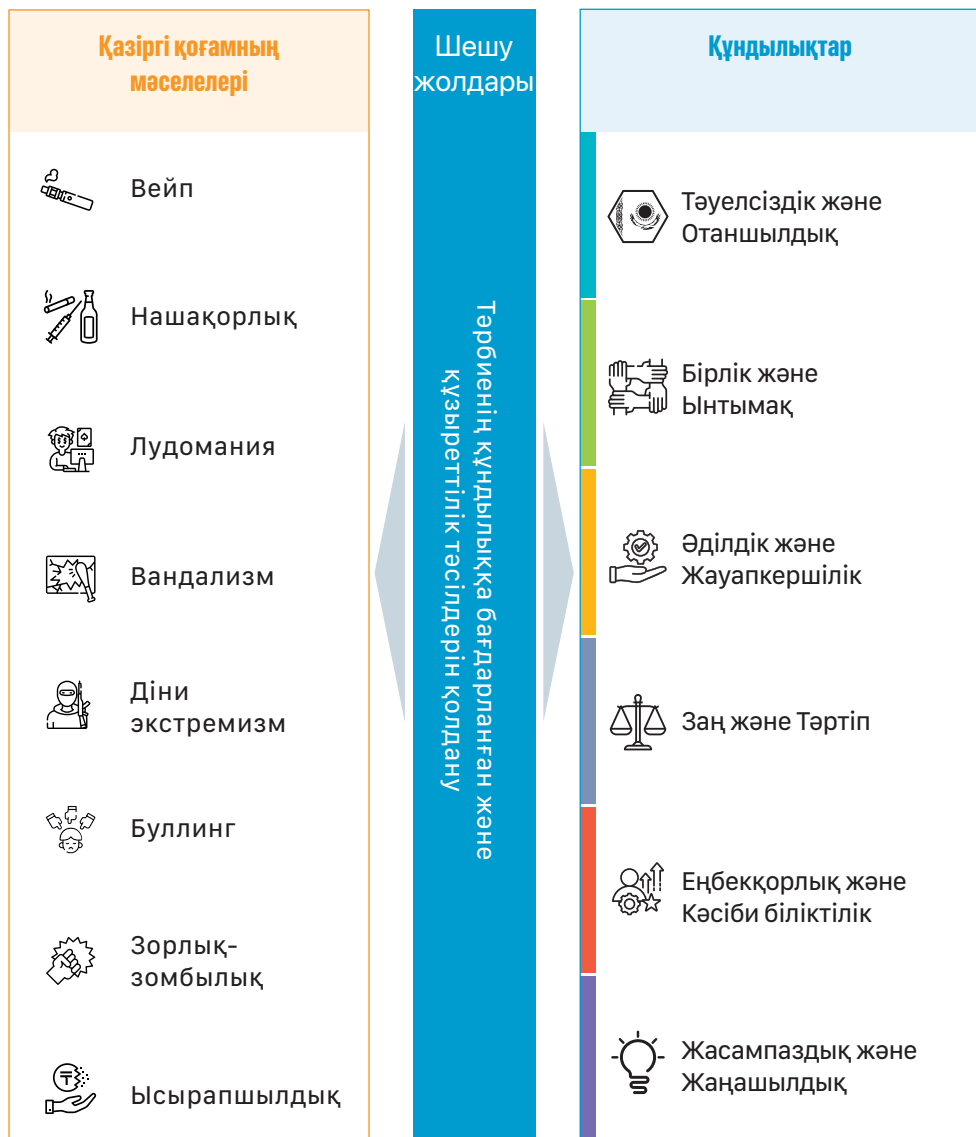 Қазіргі қоғамның
мәселелері
Вейп
Нашақорлық
Лудомания
Вандализм
Діни
экстремизм
Буллинг
Зорлық-
зомбылық
Ысырапшылдық
Шешу
жолдары
Тәрбиенің құндылыққа бағдарланған және
құзыреттілік тәсілдерін қолдану
Құндылықтар
Тәуелсіздік және
Отаншылдық
Бірлік және
Ынтымақ
Әділдік және
Жауапкершілік
Заң және Тәртіп
Еңбекқорлық және
Кәсіби біліктілік
Жасампаздық және
Жаңашылдық